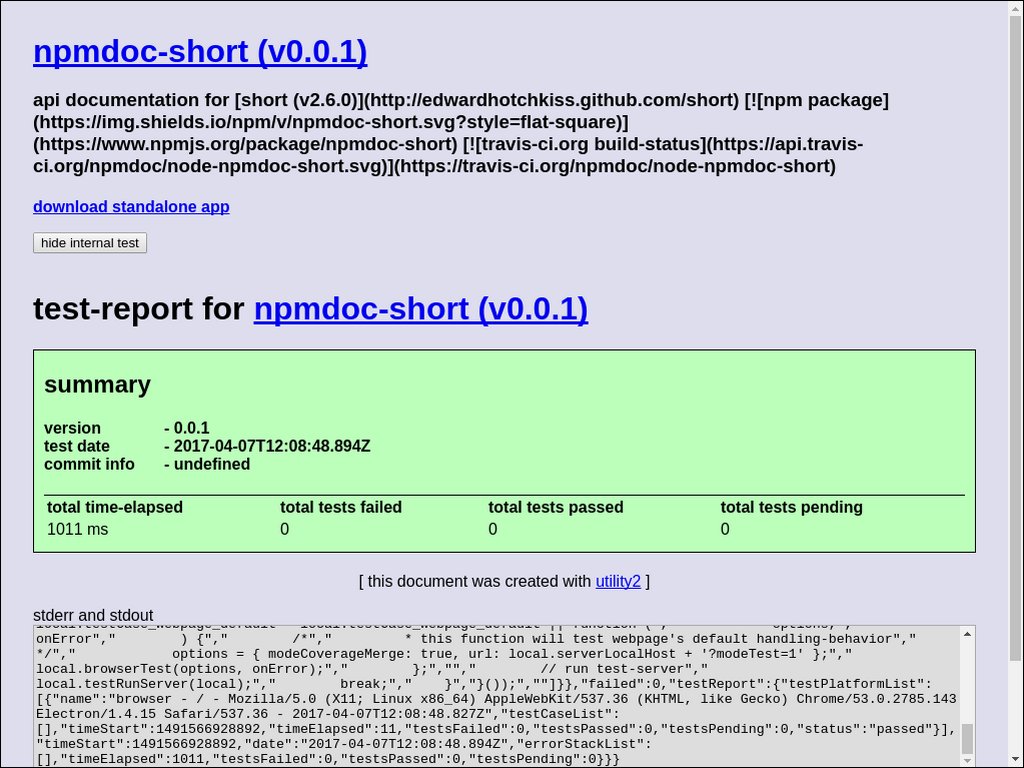 npmdoc-short (v0.0.1)
api documentation for [short (v2.6.0)](http://edwardhotchkiss.github.com/short) [![npm package]
(https://img.shields.io/npm/v/npmdoc-short.svg?style=flat-square)]
(https://www.npmjs.org/package/npmdoc-short) [![travis-ci.org build-status](https://api.travis-
ci.org/npmdoc/node-npmdoc-short.svg)](https://travis-ci.org/npmdoc/node-npmdoc-short)
download standalone app
hide internal test
test-report for npmdoc-short (v0.0.1)
summary
version - 0.0.1
test date - 2017-04-07T12:08:48.894Z
commit info - undefined
total time-elapsed total tests failed total tests passed total tests pending
1011 ms 0 0 0
[ this document was created with utility2 ]
stderr and stdout
onError"," ) {"," /*"," * this function will test webpage's default handling-behavior","
*/"," options = { modeCoverageMerge: true, url: local.serverLocalHost + '?modeTest=1' };","
local.browserTest(options, onError);"," };",""," // run test-server","
local.testRunServer(local);"," break;"," }","}());",""]}},"failed":0,"testReport":{"testPlatformList":
[{"name":"browser - / - Mozilla/5.0 (X11; Linux x86_64) AppleWebKit/537.36 (KHTML, like Gecko) Chrome/53.0.2785.143
Electron/1.4.15 Safari/537.36 - 2017-04-07T12:08:48.827Z","testCaseList":
[],"timeStart":1491566928892,"timeElapsed":11,"testsFailed":0,"testsPassed":0,"testsPending":0,"status":"passed"}],
"timeStart":1491566928892,"date":"2017-04-07T12:08:48.894Z","errorStackList":
[],"timeElapsed":1011,"testsFailed":0,"testsPassed":0,"testsPending":0}}}